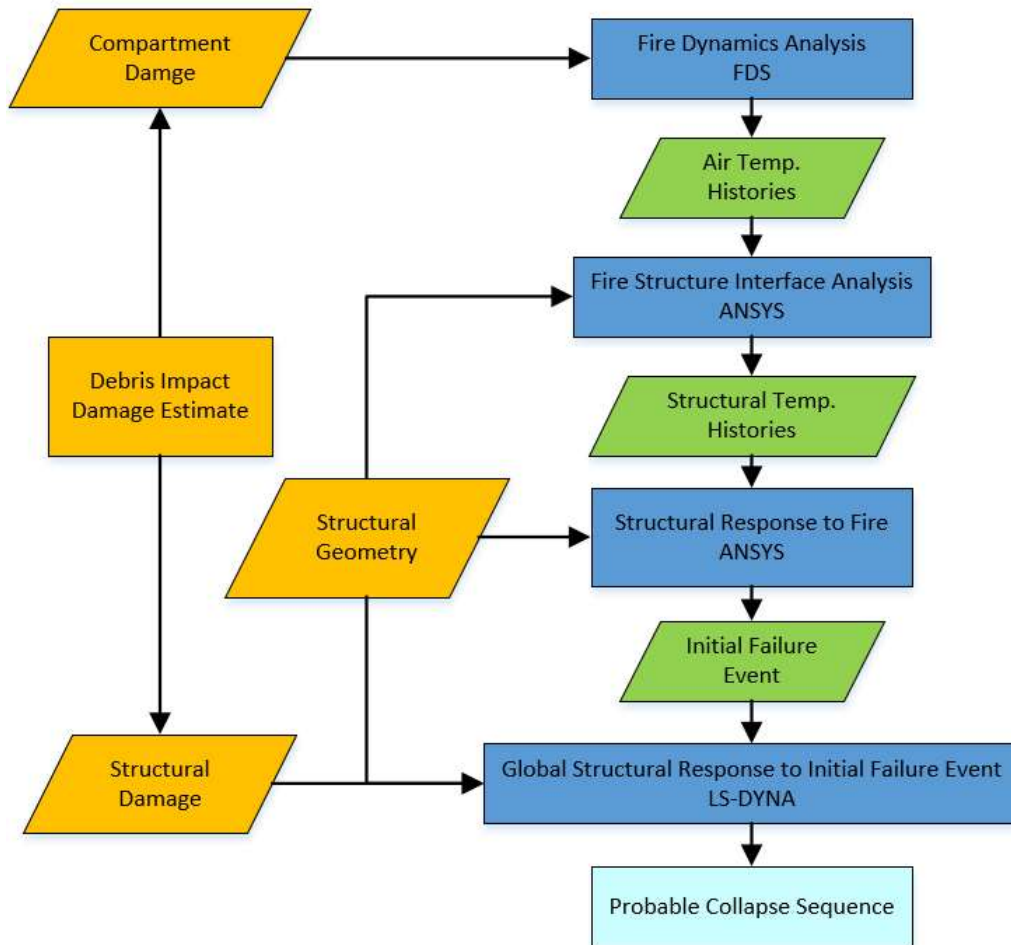 Compartment
Damge
Fire Dynamics Analysis
FDS
Air Temp.
Histories
Fire Structure Interface Analysis
ANSYS
Debris Impact
Damage Estimate
Structural Temp.
Histories
Structural
Geometry
Structural Response to Fire
ANSYS
Initial Failure
Event
Structural
Damage
Global Structural Response to Initial Failure Event
LS-DYNA
Probable Collapse Sequence